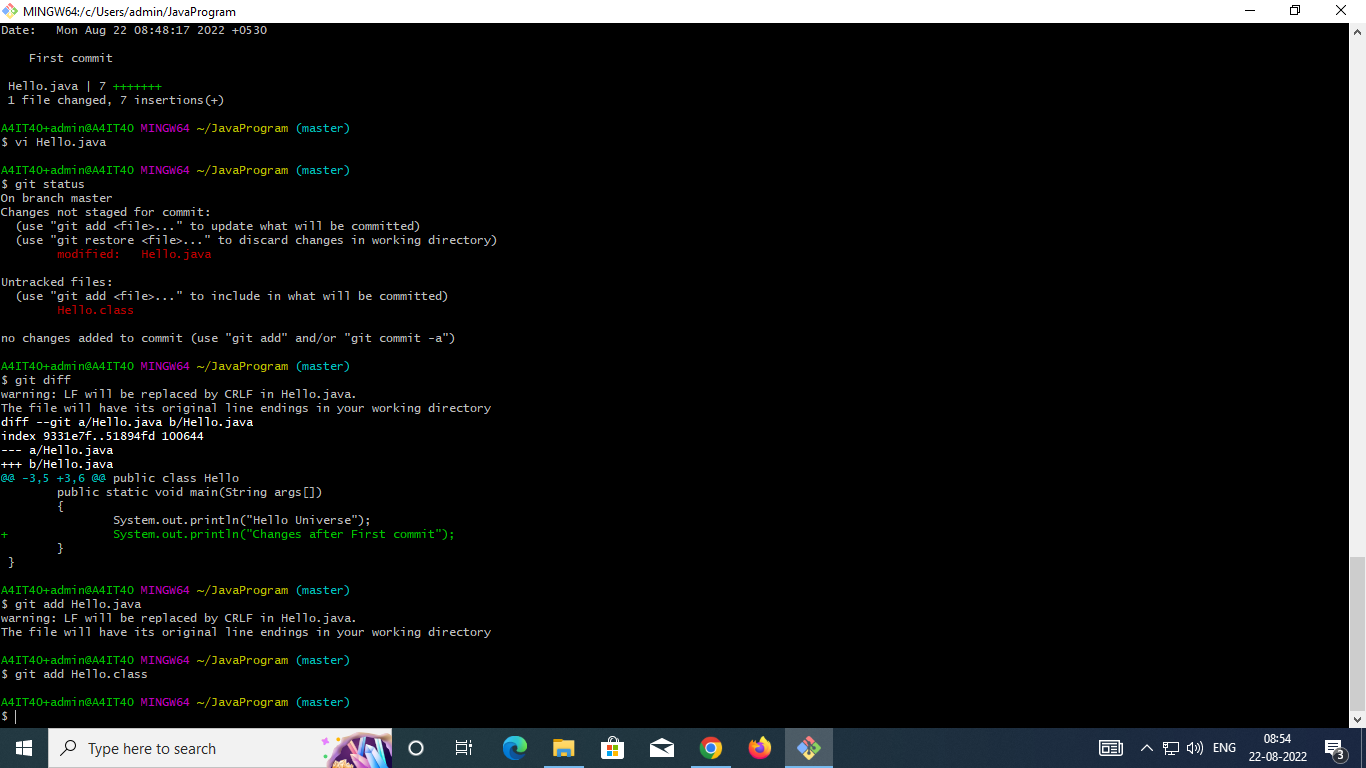 MINGW64:/c/Users/admin/JavaProgram
Date:   Mon Aug 22 08:48:17 2022 +0530
    First commit
 Hello.java | 7 +++++++
 1 file changed, 7 insertions(+)
A4IT40+admin@A4IT40 MINGW64 ~/JavaProgram (master)
$ vi Hello.java
A4IT40+admin@A4IT40 MINGW64 ~/JavaProgram (master)
$ git status
On branch master
Changes not staged for commit:
  (use "git add <file>..." to update what will be committed)
  (use "git restore <file>..." to discard changes in working directory)
        modified:   Hello.java
Untracked files:
  (use "git add <file>..." to include in what will be committed)
        Hello.class
no changes added to commit (use "git add" and/or "git commit -a")
A4IT40+admin@A4IT40 MINGW64 ~/JavaProgram (master)
$ git diff
warning: LF will be replaced by CRLF in Hello.java.
The file will have its original line endings in your working directory
diff --git a/Hello.java b/Hello.java
index 9331e7f..51894fd 100644
--- a/Hello.java
+++ b/Hello.java
@@ -3,5 +3,6 @@ public class Hello
        public static void main(String args[])
        {
                System.out.println("Hello Universe");
+               System.out.println("Changes after First commit");
        }
 }
A4IT40+admin@A4IT40 MINGW64 ~/JavaProgram (master)
$ git add Hello.java
warning: LF will be replaced by CRLF in Hello.java.
The file will have its original line endings in your working directory
A4IT40+admin@A4IT40 MINGW64 ~/JavaProgram (master)
$ git add Hello.class
A4IT40+admin@A4IT40 MINGW64 ~/JavaProgram (master)
$
Type here to search
ENG
08:54
22-08-2022
3